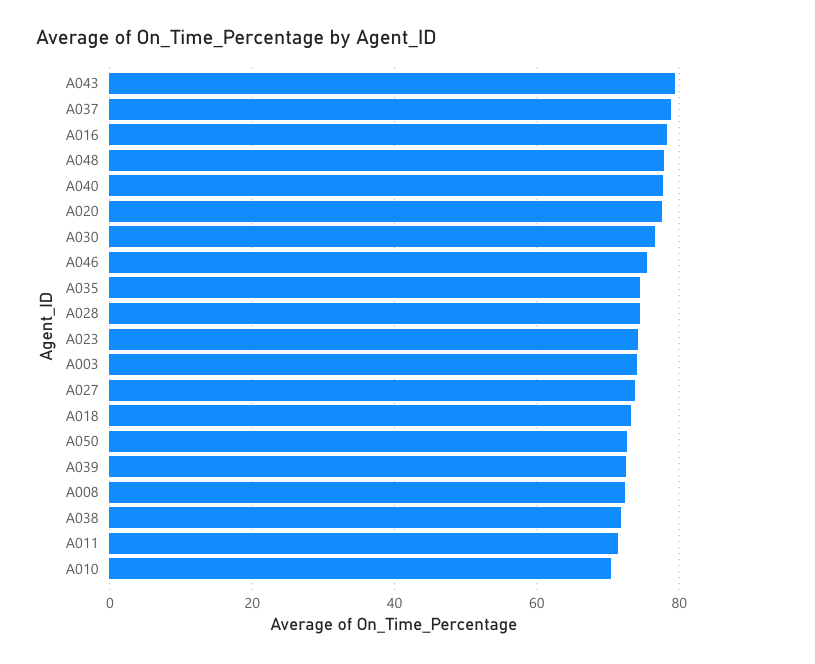 Average of On_Time_Percentage by Agent_ID
Agent_ID
A043
A037
A016
A048
A040
A020
A030
A046
A035
A028
A023
A003
A027
A018
A050
A039
A008
A038
A011
A010
0 20 40 60 80
Average of On_Time_Percentage